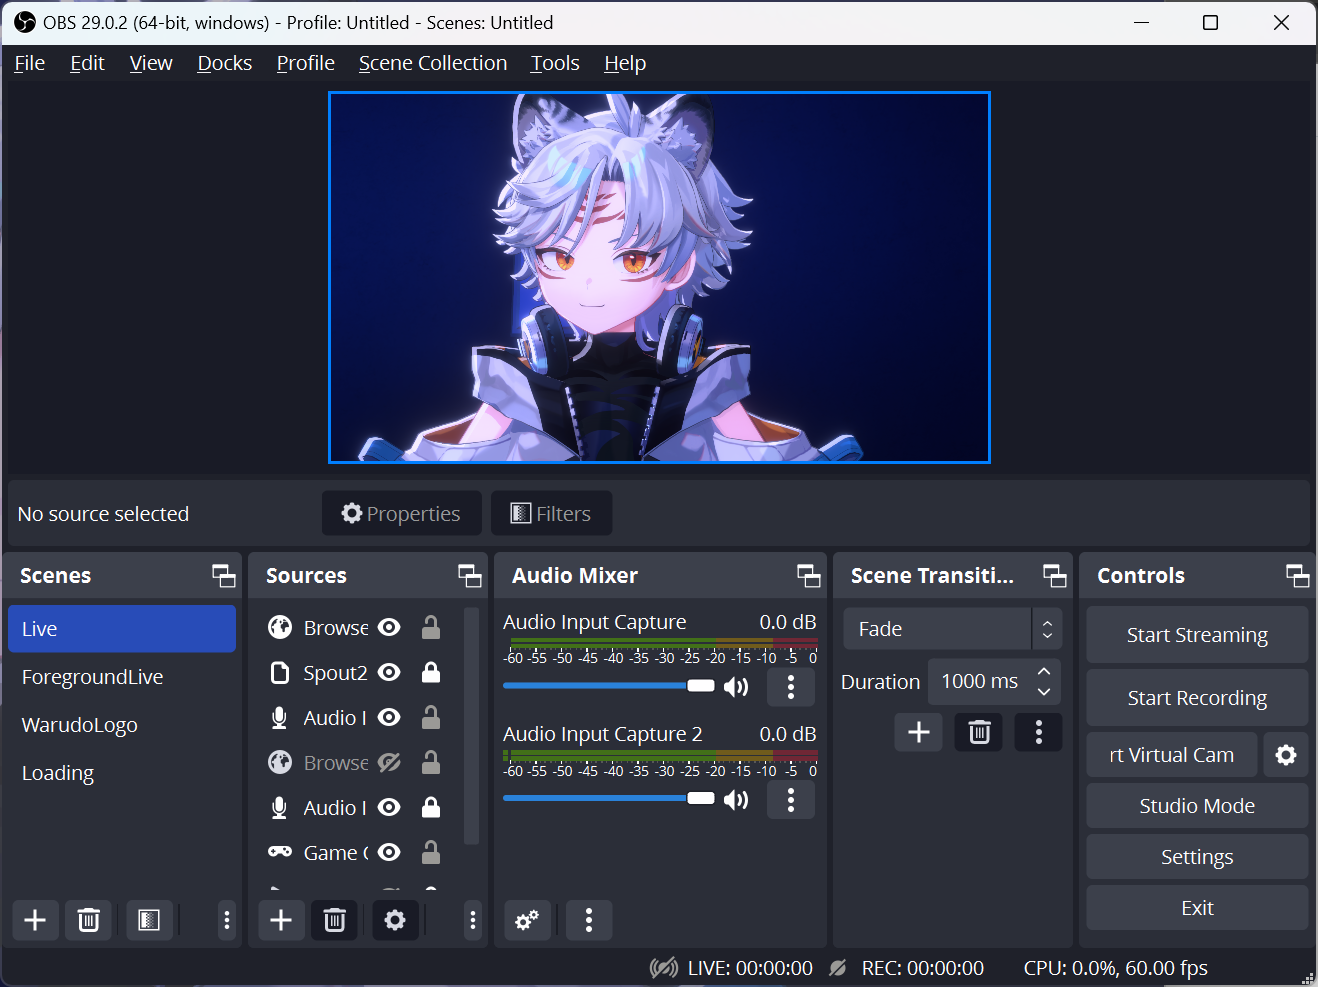 OBS 29.0.2 (64-bit, windows) - Profile: Untitled - Scenes: Untitled
File Edit View Docks Profile Scene Collection Tools Help
No source selected
Properties
Filters
Scenes
Live
ForegroundLive
WarudoLogo
Loading
Sources
Browse
Spout2
Audio I
Browse
Audio I
Game
Audio Mixer
Audio Input Capture 0.0 dB
-60 -55 -50 -45 -40 -35 -30 -25 -20 -15 -10 -5 0
Audio Input Capture 2 0.0 dB
-60 -55 -50 -45 -40 -35 -30 -25 -20 -15 -10 -5 0
Scene Transiti...
Fade
Duration 1000 ms
Controls
Start Streaming
Start Recording
rt Virtual Cam
Studio Mode
Settings
Exit
LIVE: 00:00:00 REC: 00:00:00 CPU: 0.0%, 60.00 fps